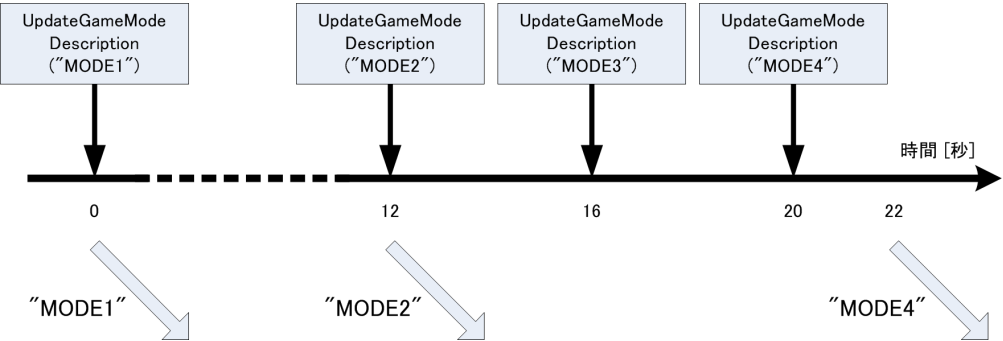 UpdateGameMode
Description
("MODE1")
UpdateGameMode
Description
("MODE2")
UpdateGameMode
Description
("MODE3")
UpdateGameMode
Description
("MODE4")
時間 [秒]
0
12
16
20
22
"MODE1"
"MODE2"
"MODE4"